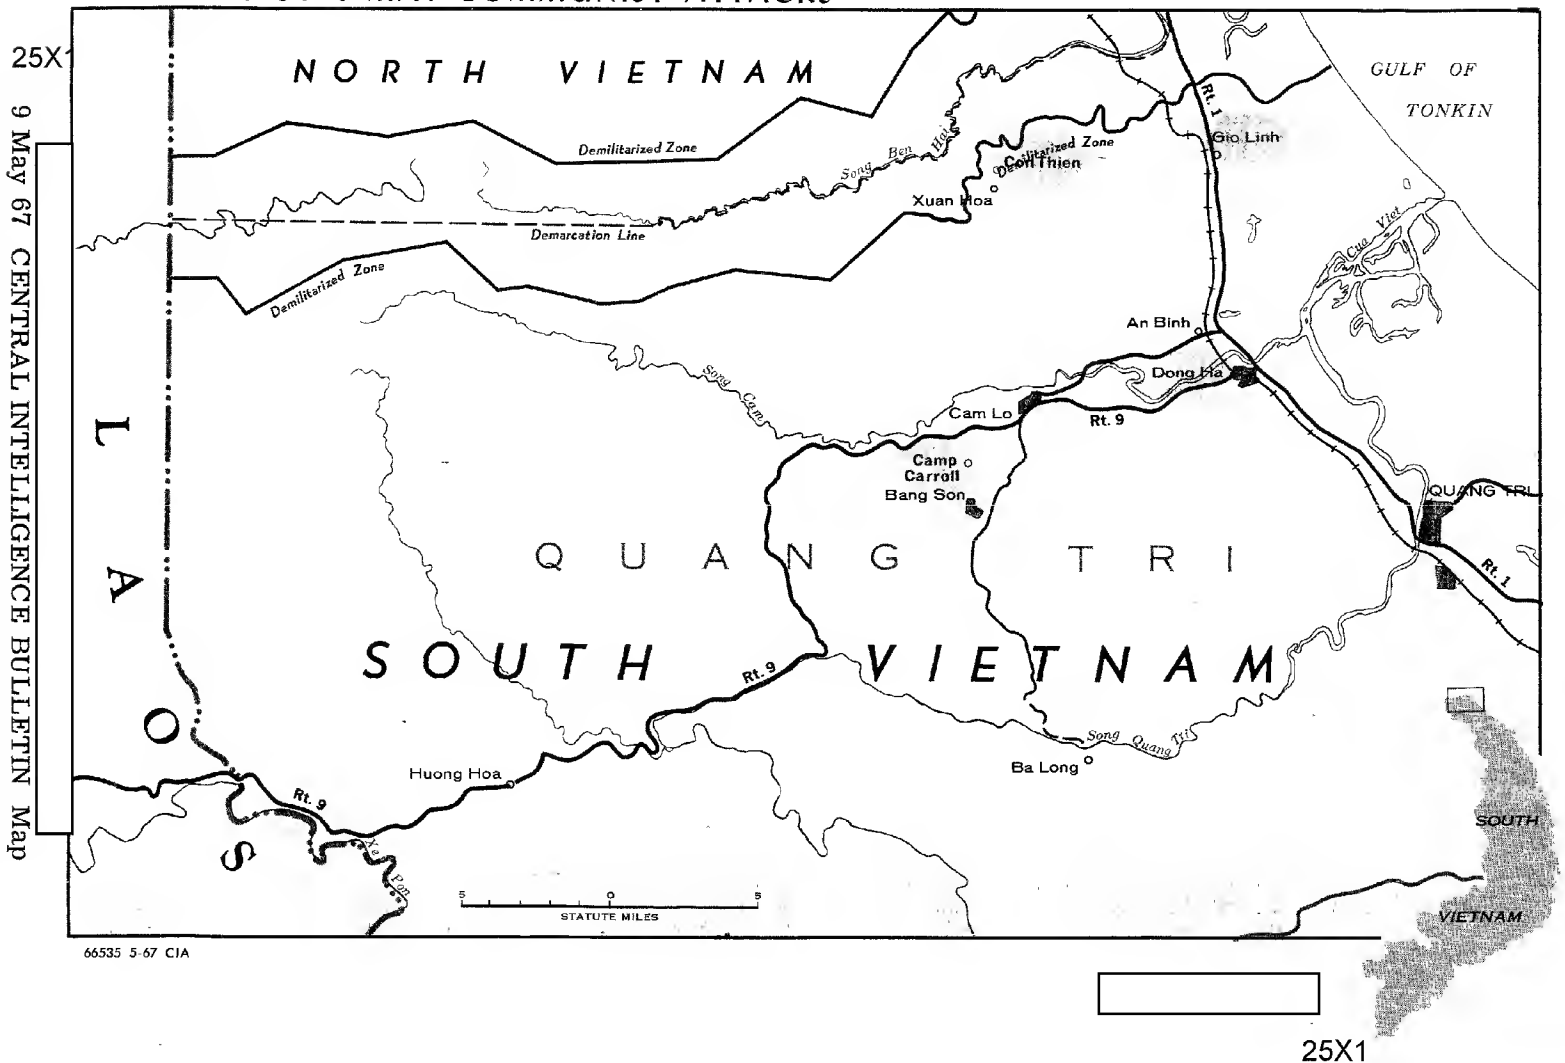 COMMUNIST ATTACKS
25X1
9 May 67 CENTRAL INTELLIGENCE BULLETIN Map
NORTH VIETNAM
GULF OF
TONKIN
Rt. 1
Gio Linh
Demilitarized Zone
Demilitarized Zone
Con Thien
Song Ben Hai
Xuan Hoa
Demarcation Line
Cua Viet
Demilitarized Zone
An Binh
Dong Ha
Song Cam
Cam Lo
Rt. 9
LAOS
Camp
Carroll
Bang Son
QUANG TRI
QUANG TRI
Rt. 1
SOUTH VIETNAM
Rt. 9
Song Quang Tri
Ba Long
Huong Hoa
Rt. 9
Xe Pon
SOUTH
VIETNAM
5 0 5
STATUTE MILES
66535 5-67 CIA
25X1